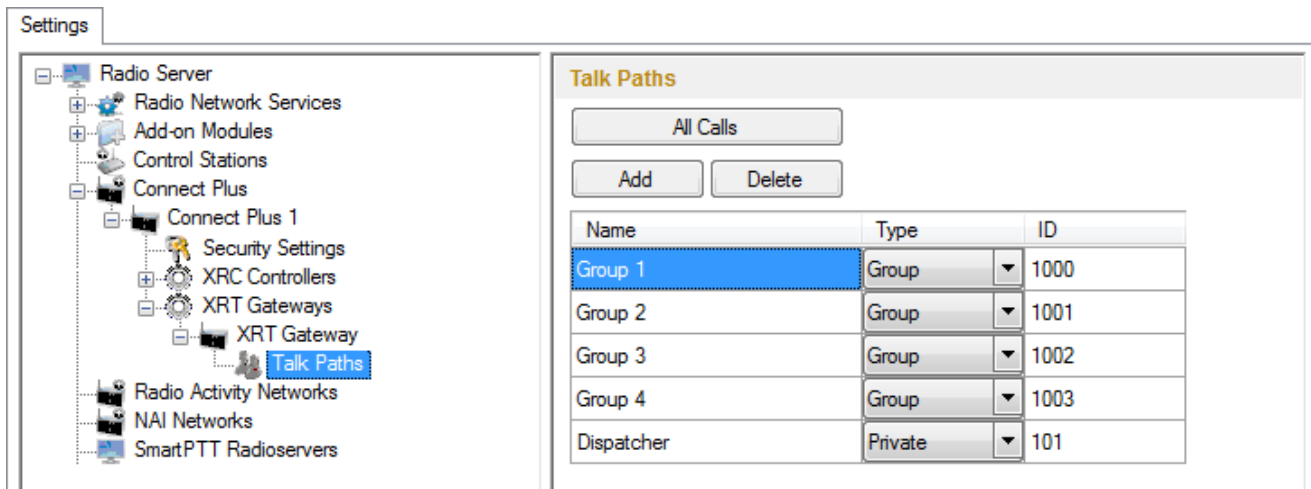 Settings
Radio Server
Radio Network Services
Add-on Modules
Control Stations
Connect Plus
Connect Plus 1
Security Settings
XRC Controllers
XRT Gateways
XRT Gateway
Talk Paths
Radio Activity Networks
NAI Networks
SmartPTT Radioservers
Talk Paths
All Calls
Add Delete
Name Type ID
Group 1 Group 1000
Group 2 Group 1001
Group 3 Group 1002
Group 4 Group 1003
Dispatcher Private 101